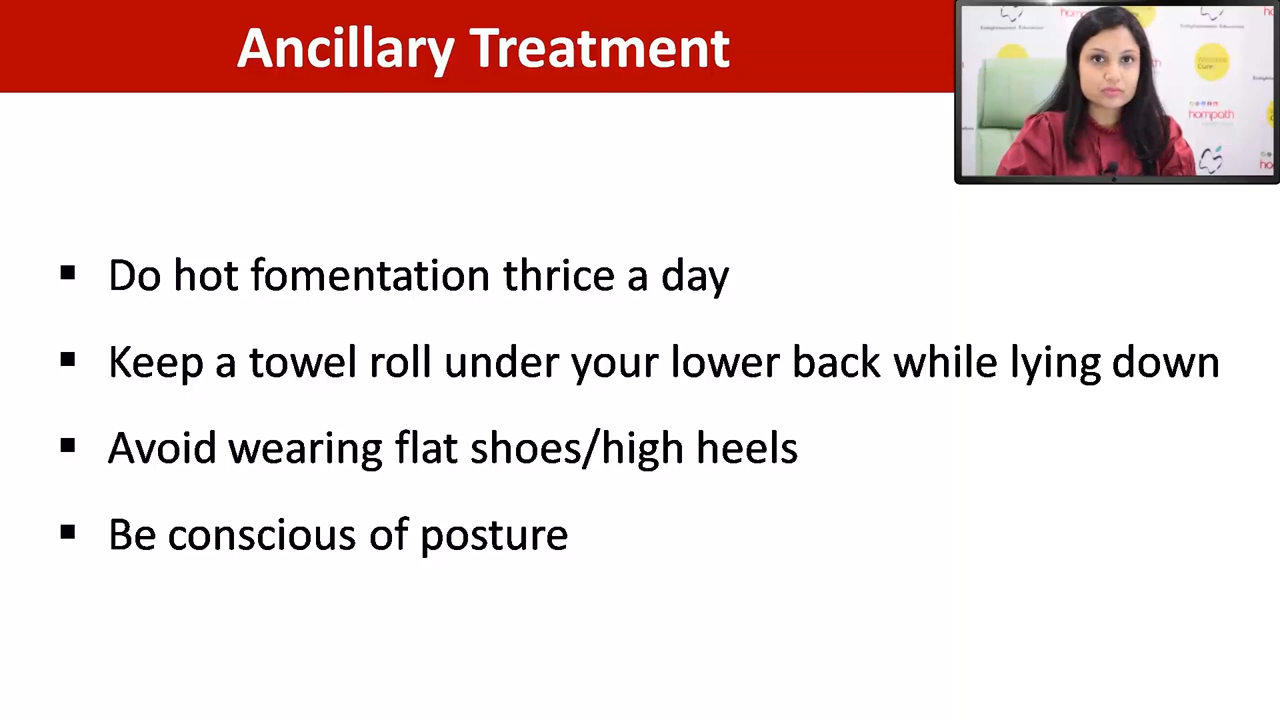 Ancillary Treatment
▪ Do hot fomentation thrice a day
▪ Keep a towel roll under your lower back while lying down
▪ Avoid wearing flat shoes/high heels
▪ Be conscious of posture
hompath